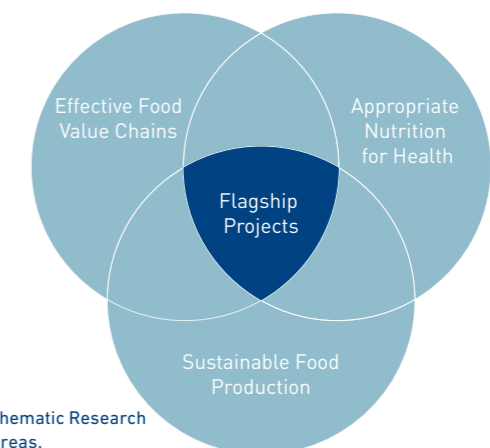 Effective Food
Value Chains
Appropriate
Nutrition
for Health
Flagship
Projects
Sustainable Food
Production
hematic Research
reas.